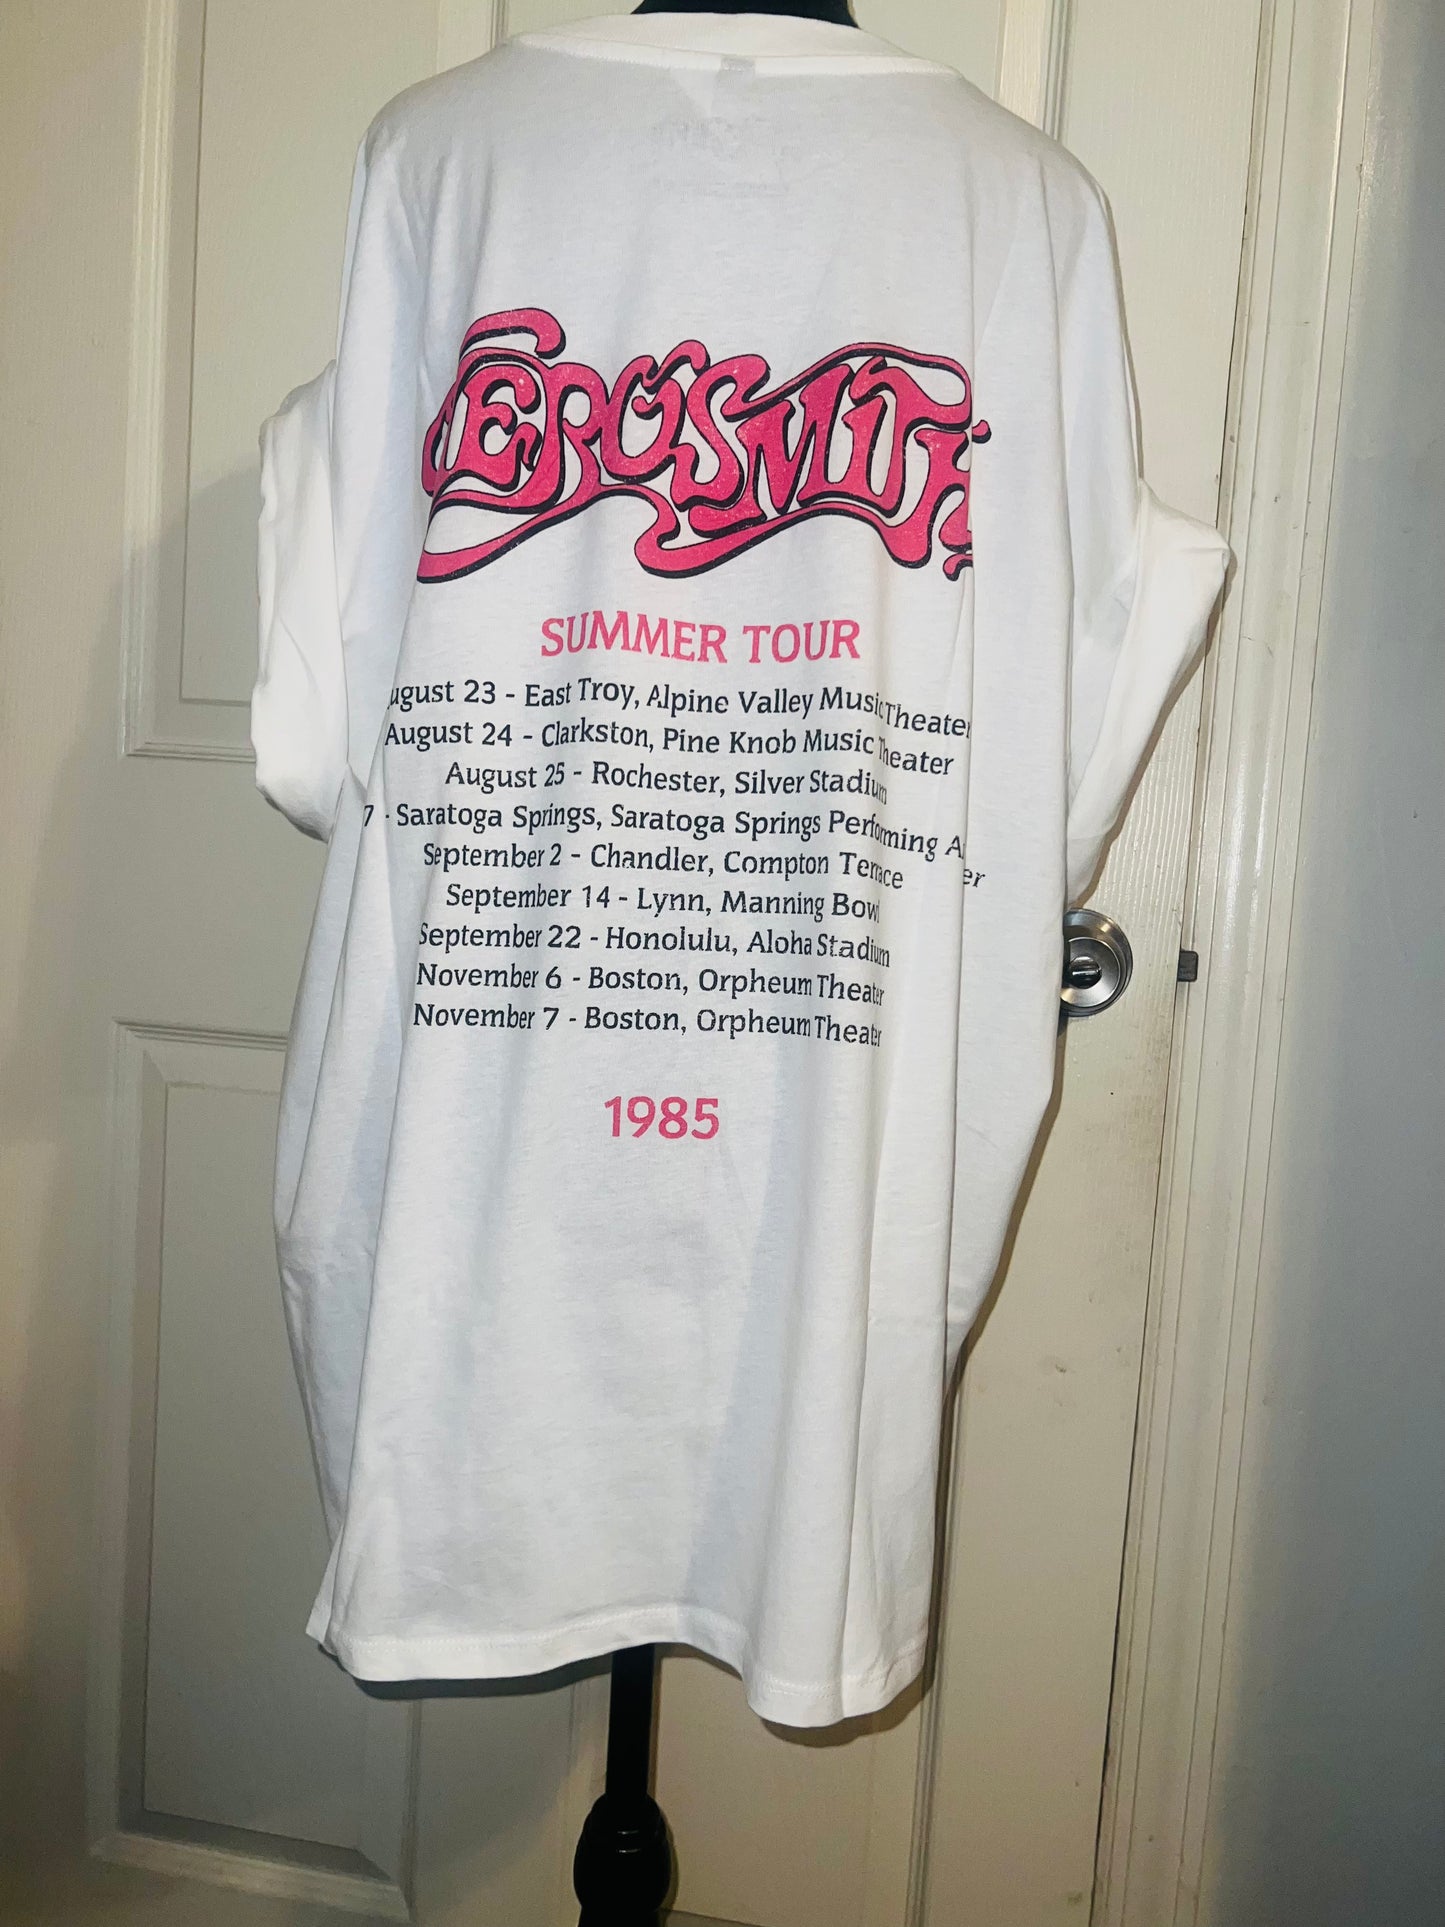 AEROSMITH
SUMMER TOUR
ugust 23 - East Troy, Alpine Valley Music Theater
August 24 - Clarkston, Pine Knob Music Theater
August 25 - Rochester, Silver Stadium
7 - Saratoga Springs, Saratoga Springs Performing A er
September 2 - Chandler, Compton Terrace
September 14 - Lynn, Manning Bowl
September 22 - Honolulu, Aloha Stadium
November 6 - Boston, Orpheum Theater
November 7 - Boston, Orpheum Theater
1985